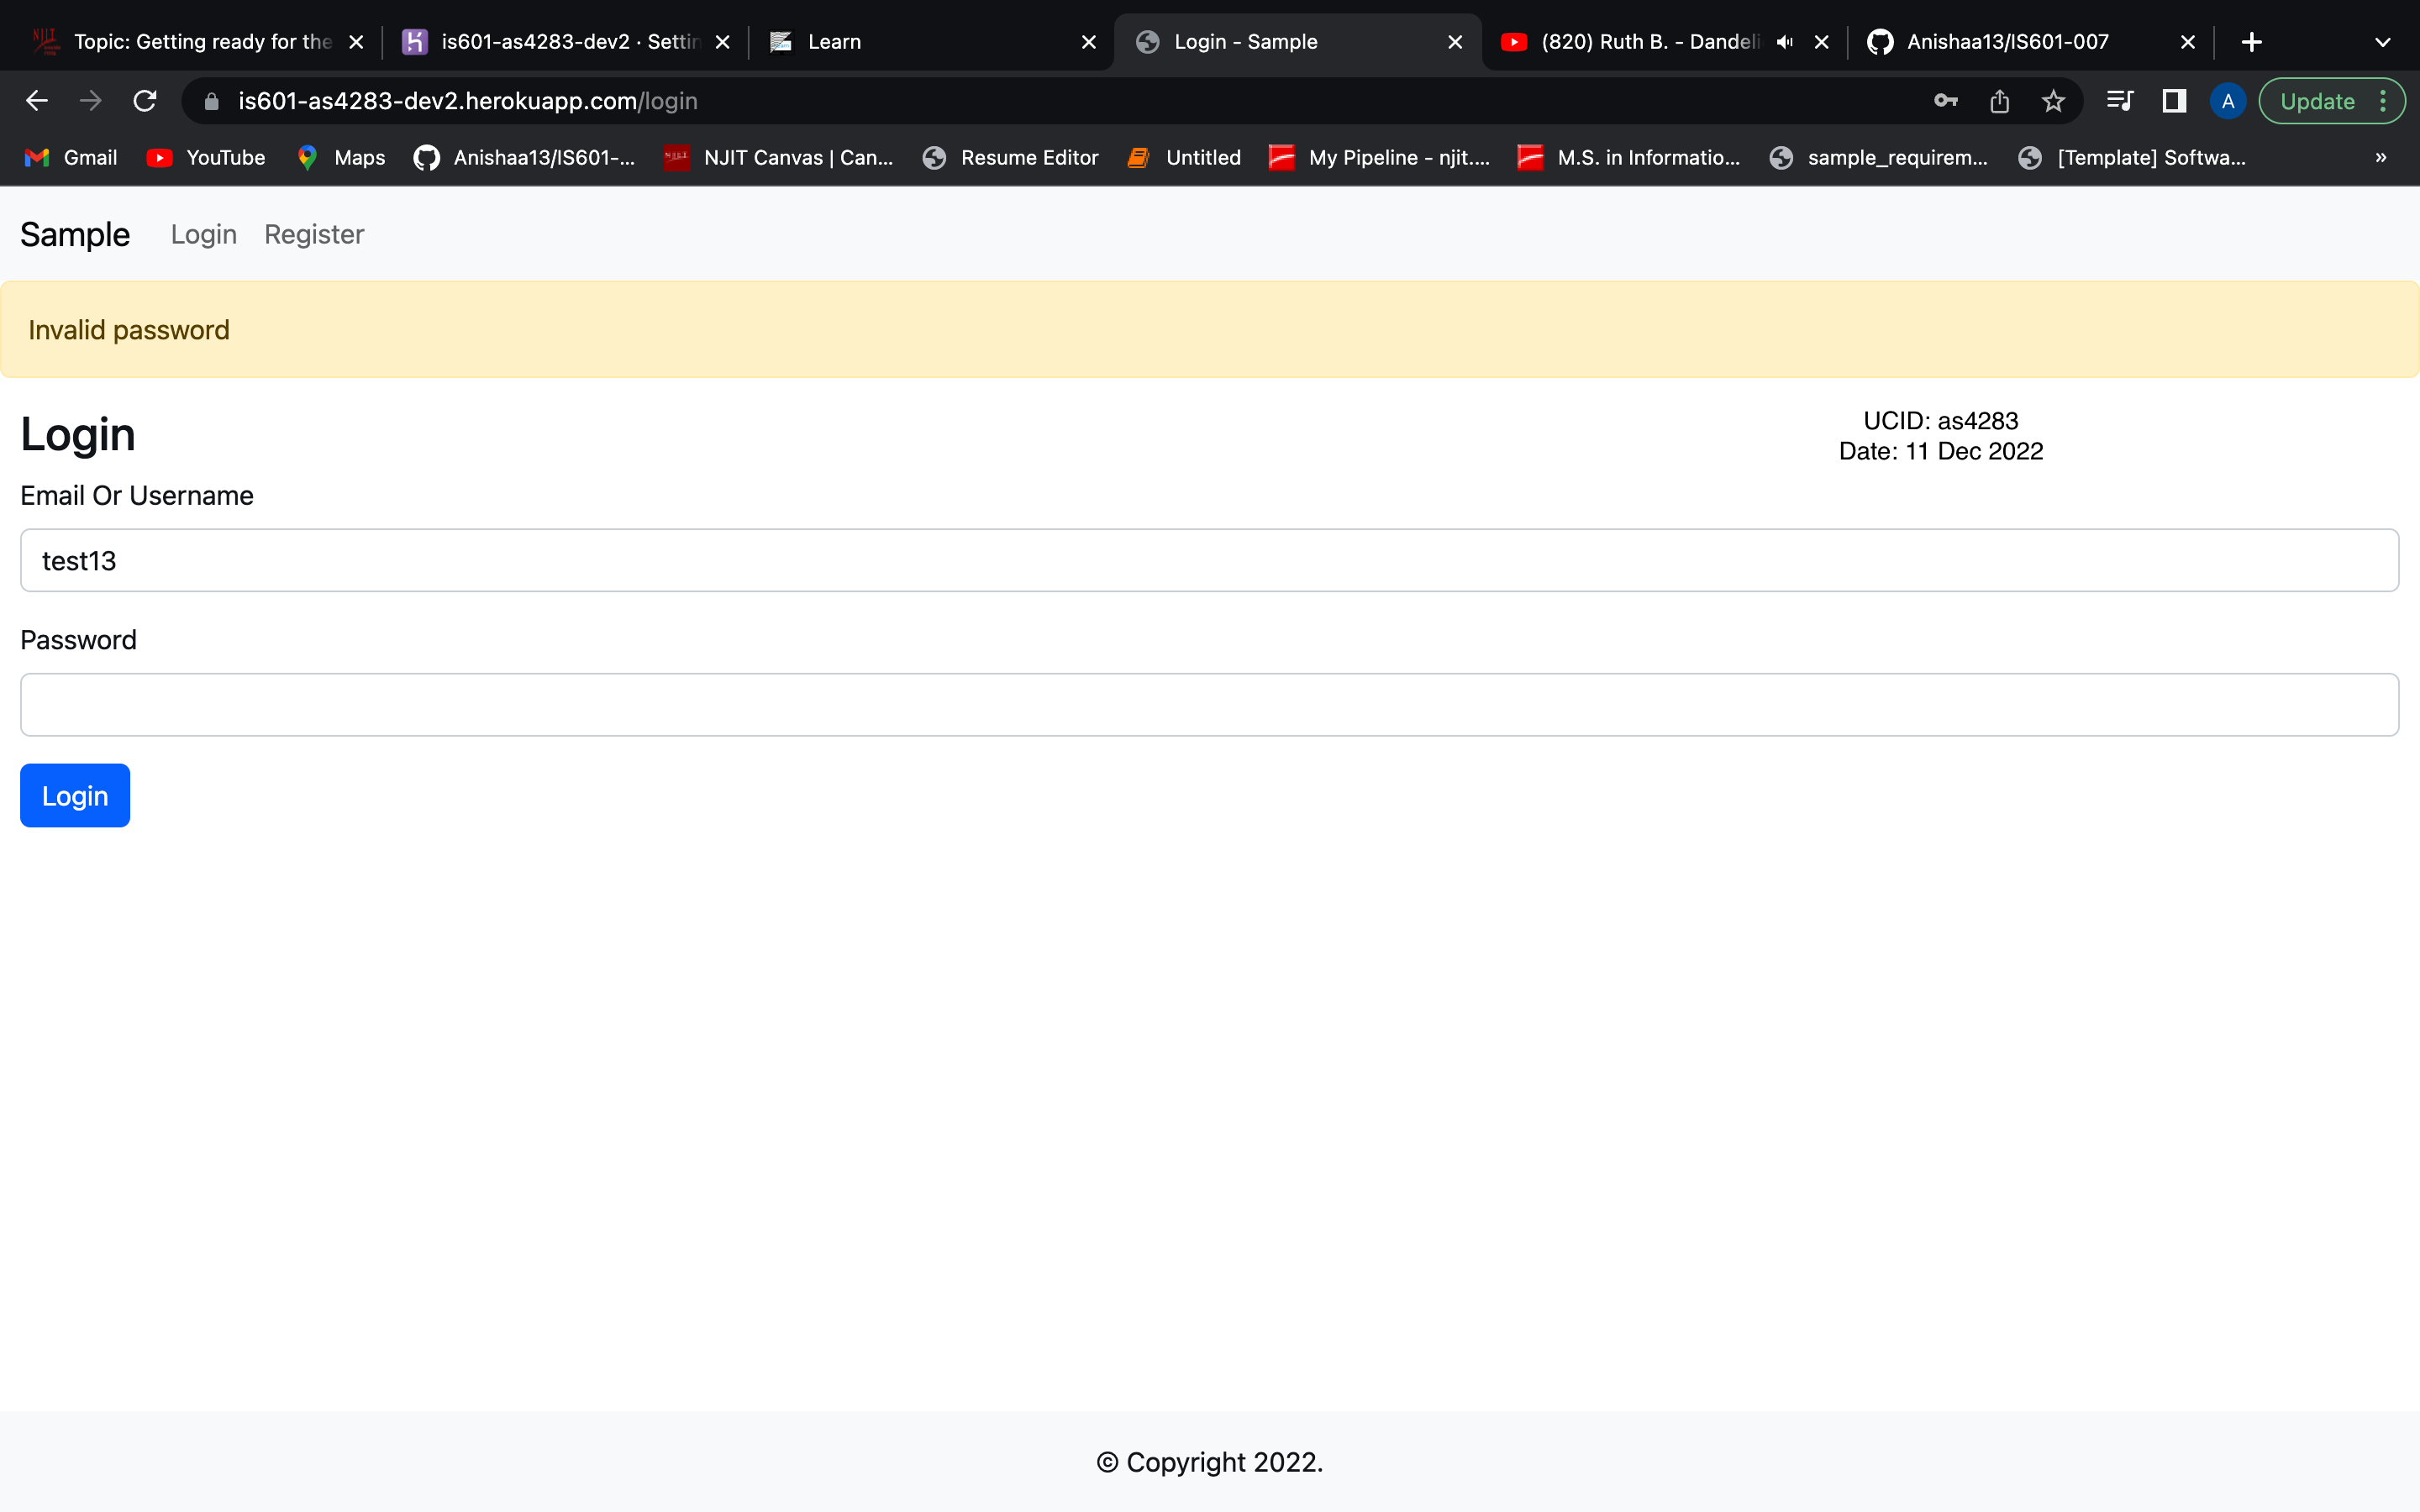 Topic: Getting ready for the
is601-as4283-dev2 · Settin
Learn
Login - Sample
(820) Ruth B. - Dandeli
Anishaa13/IS601-007
is601-as4283-dev2.herokuapp.com/login
A
Update
Gmail
YouTube
Maps
Anishaa13/IS601-...
NJIT Canvas | Can...
Resume Editor
Untitled
My Pipeline - njit....
M.S. in Informatio...
sample_requirem...
[Template] Softwa...
»
Sample
Login
Register
Invalid password
Login
UCID: as4283
Date: 11 Dec 2022
Email Or Username
test13
Password
Login
© Copyright 2022.